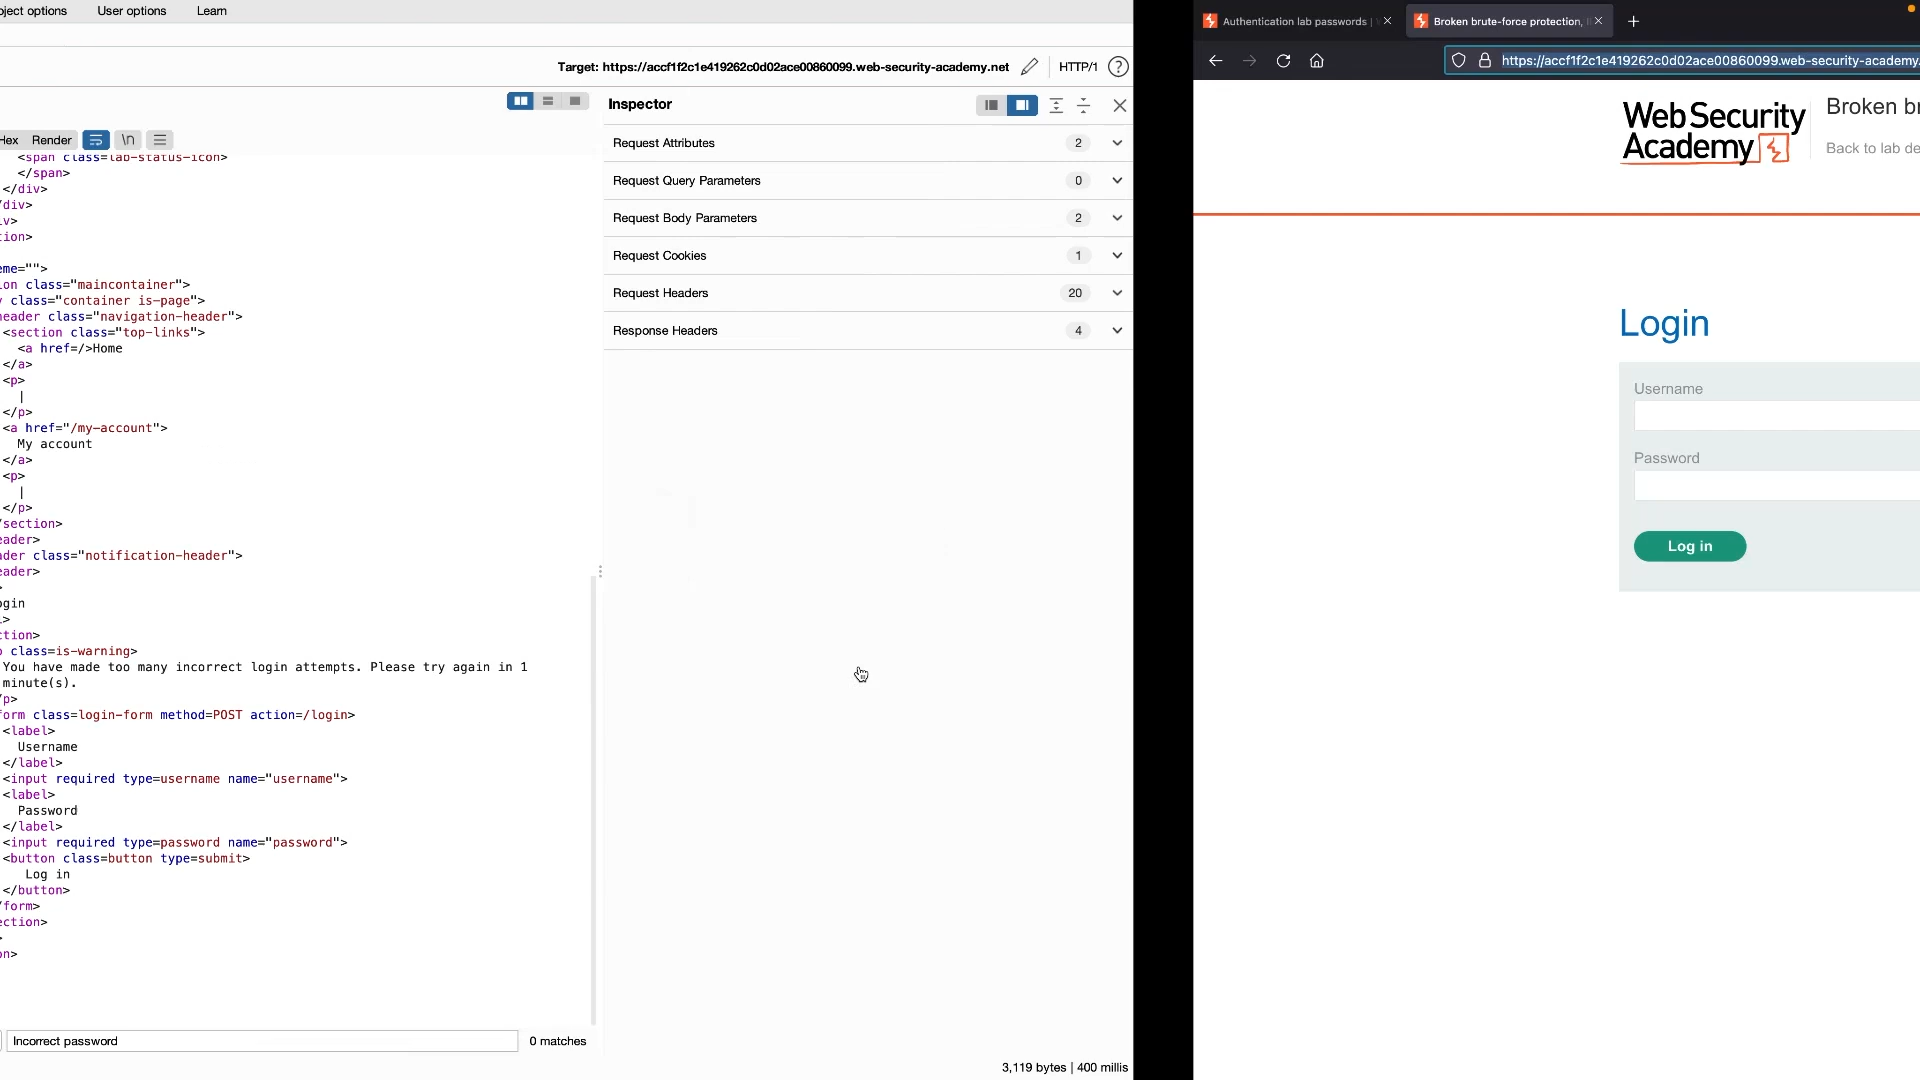 oject options User options Learn
Target: https://accf1f2c1e419262c0d02ace00860099.web-security-academy.net HTTP/1 ?
Inspector
Hex Render \n
<span class=lab-status-icon>
</span>
</div>
/div>
iv>
tion>
eme="">
ion class="maincontainer">
v class="container is-page">
header class="navigation-header">
<section class="top-links">
<a href=/>Home
</a>
<p>
|
</p>
<a href="/my-account">
My account
</a>
<p>
|
</p>
/section>
eader>
ader class="notification-header">
eader>
>
ogin
1>
ction>
p class=is-warning>
You have made too many incorrect login attempts. Please try again in 1
minute(s).
/p>
form class=login-form method=POST action=/login>
<label>
Username
</label>
<input required type=username name="username">
<label>
Password
</label>
<input required type=password name="password">
<button class=button type=submit>
Log in
</button>
/form>
ection>
>
on>
Incorrect password 0 matches
Request Attributes 2
Request Query Parameters 0
Request Body Parameters 2
Request Cookies 1
Request Headers 20
Response Headers 4
3,119 bytes | 400 millis
Authentication lab passwords | Broken brute-force protection,
https://accf1f2c1e419262c0d02ace00860099.web-security-academy.
WebSecurity
Academy
Broken br
Back to lab de
Login
Username
Password
Log in